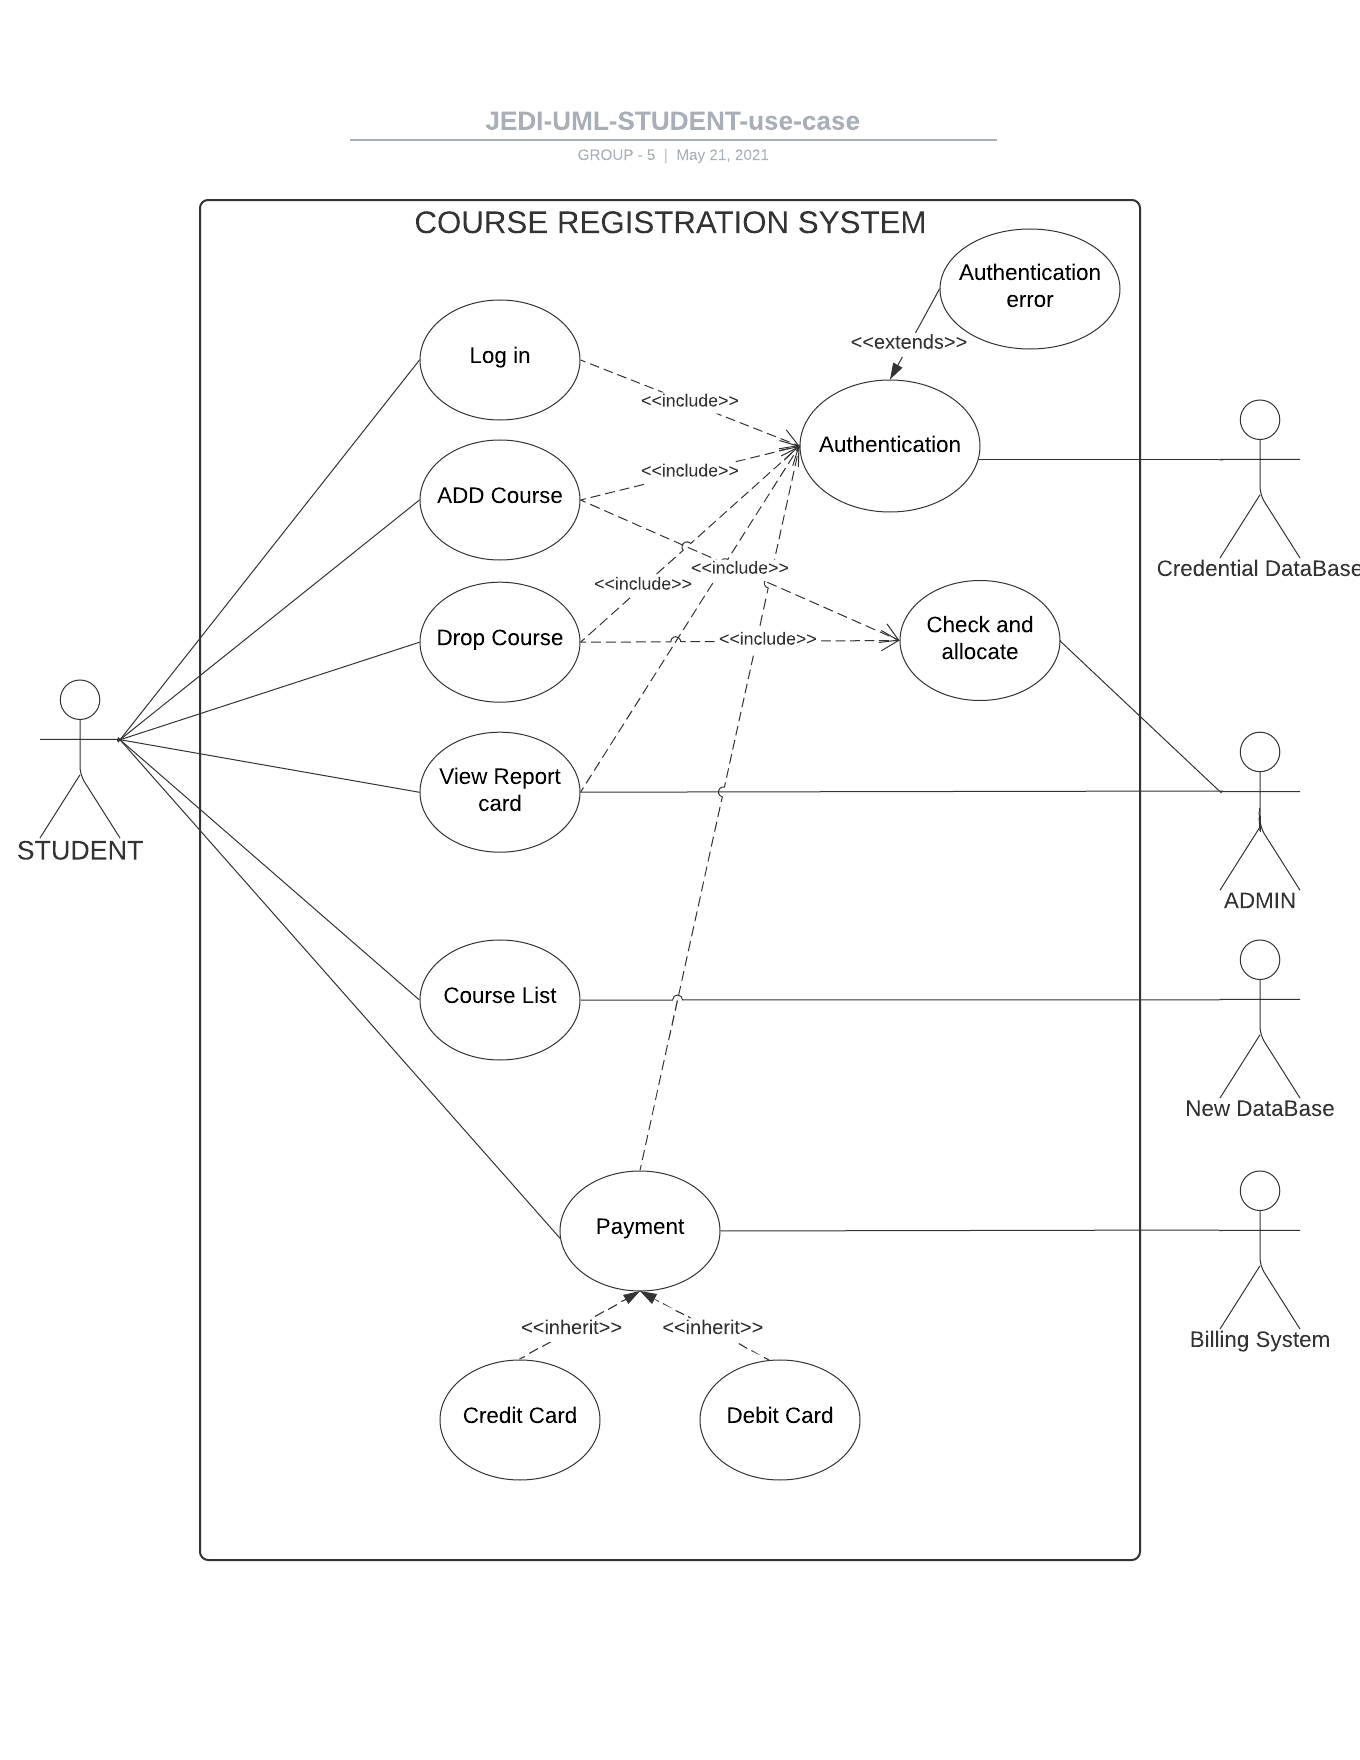 JEDI-UML-STUDENT-use-case
GROUP - 5 | May 21, 2021
COURSE REGISTRATION SYSTEM
Authentication
error
<<extends>>
Log in
<<include>>
Authentication
<<include>>
ADD Course
<<include>>
<<include>>
Credential DataBase
Drop Course
<<include>>
Check and
allocate
View Report
card
STUDENT
ADMIN
Course List
New DataBase
Payment
<<inherit>>
<<inherit>>
Billing System
Credit Card
Debit Card